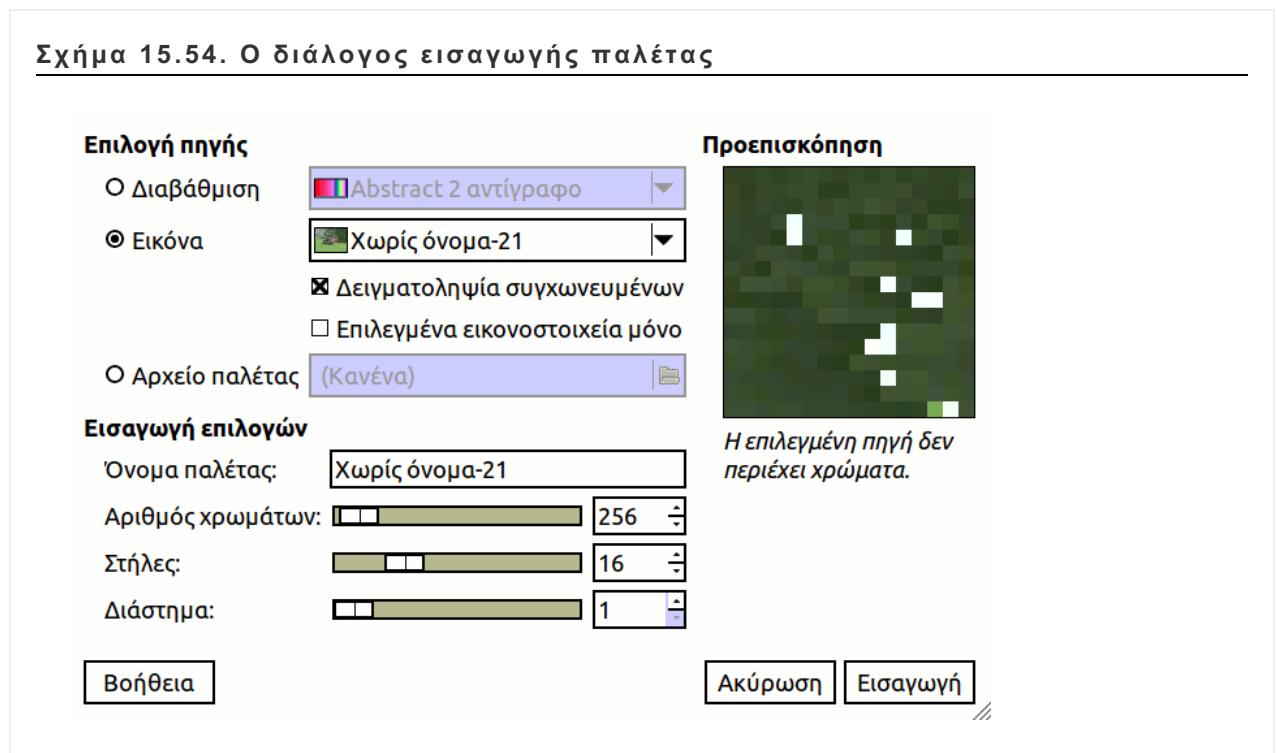 Σχήμα 15.54. Ο διάλογος εισαγωγής παλέτας
Επιλογή πηγής
Διαβάθμιση
Abstract 2 αντίγραφο
Εικόνα
Χωρίς όνομα-21
Δειγματοληψία συγχωνευμένων
Επιλεγμένα εικονοστοιχεία μόνο
Αρχείο παλέτας
(Κανένα)
Εισαγωγή επιλογών
Όνομα παλέτας:
Χωρίς όνομα-21
Αριθμός χρωμάτων:
256
Στήλες:
16
Διάστημα:
1
Προεπισκόπηση
Η επιλεγμένη πηγή δεν
περιέχει χρώματα.
Βοήθεια
Ακύρωση
Εισαγωγή